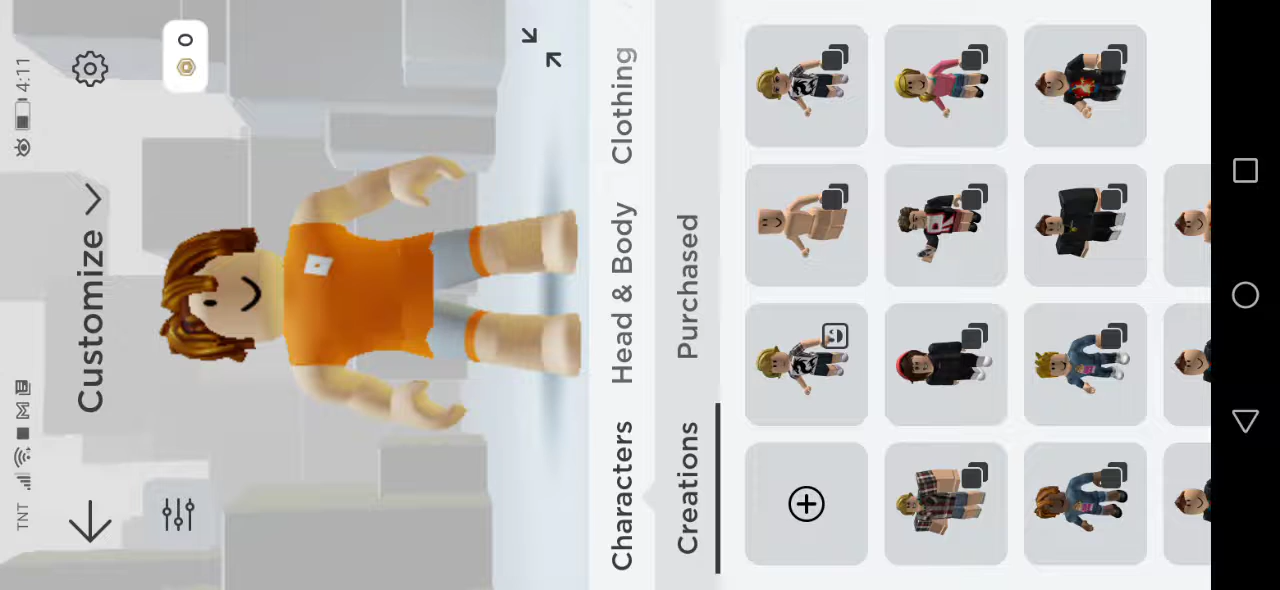 TNT 4:11
Customize
0
Characters Head & Body Clothing
Creations Purchased